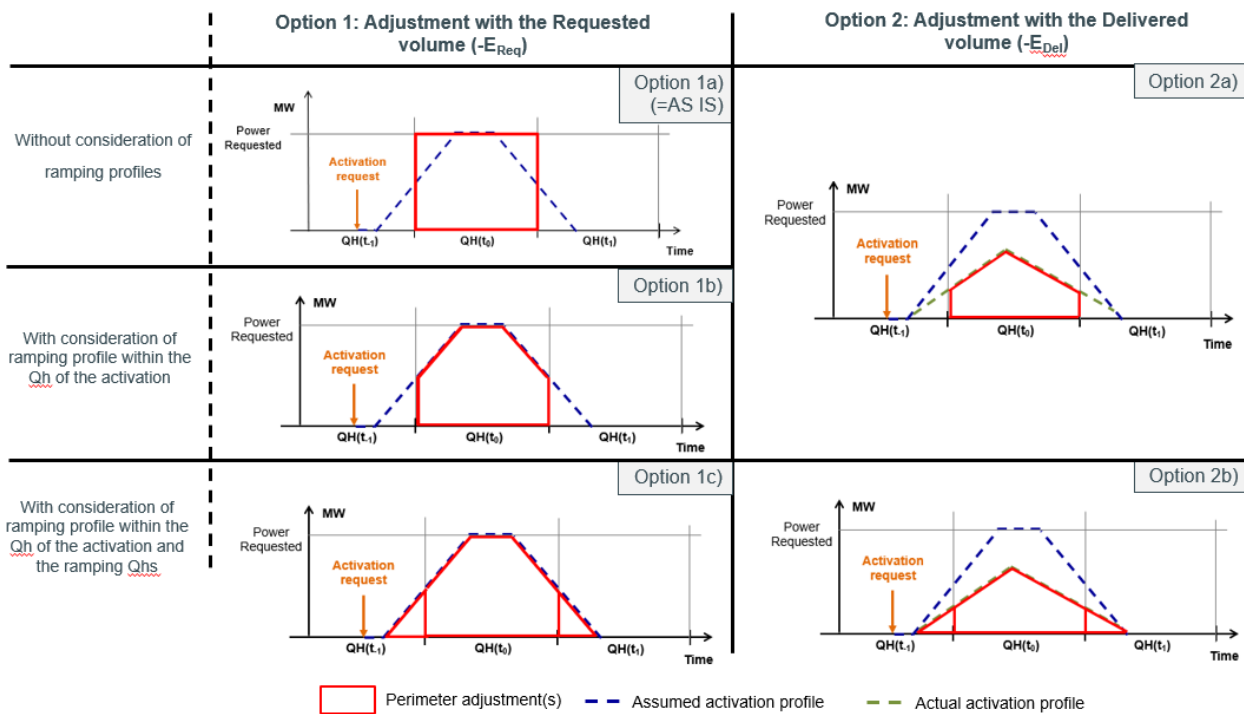 Option 1: Adjustment with the Requested
volume (-E_Req)
Option 2: Adjustment with the Delivered
volume (-E_Del)
Without consideration of
ramping profiles
Option 1a)
(=AS IS)
MW
Power
Requested
Activation
request
QH(t-1)
QH(t0)
QH(t1)
Time
Option 2a)
MW
Power
Requested
Activation
request
QH(t-1)
QH(t0)
QH(t1)
Time
With consideration of
ramping profile within the
Qh of the activation
Option 1b)
MW
Power
Requested
Activation
request
QH(t-1)
QH(t0)
QH(t1)
Time
With consideration of
ramping profile within the
Qh of the activation and
the ramping Qhs
Option 1c)
MW
Power
Requested
Activation
request
QH(t-1)
QH(t0)
QH(t1)
Time
Option 2b)
MW
Power
Requested
Activation
request
QH(t-1)
QH(t0)
QH(t1)
Time
Perimeter adjustment(s)
Assumed activation profile
Actual activation profile